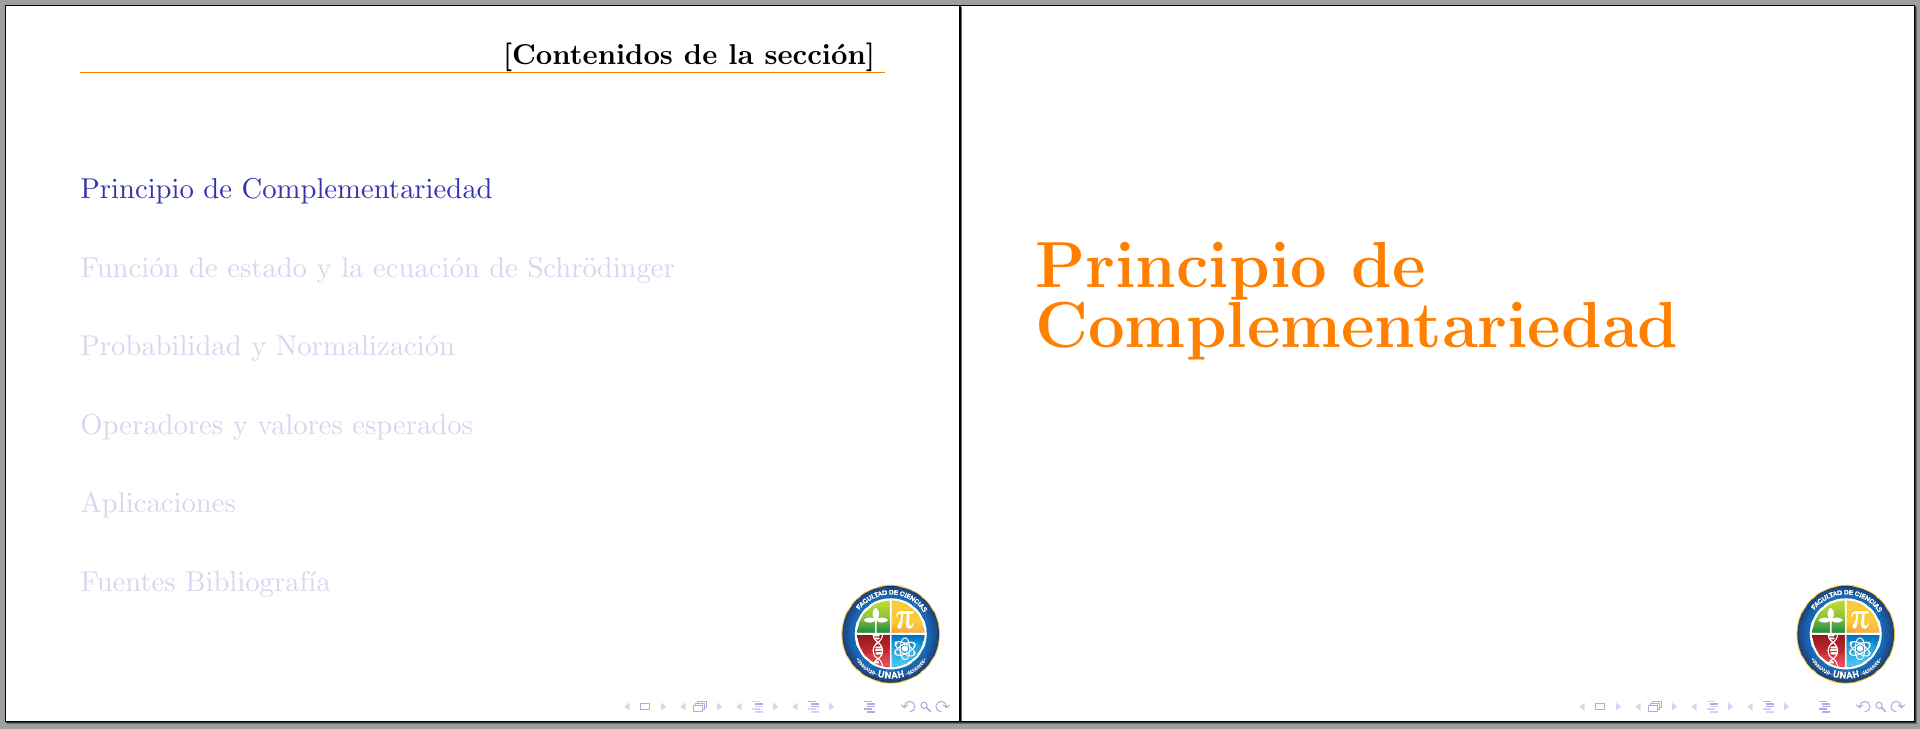 [Contenidos de la sección]
Principio de Complementariedad
Función de estado y la ecuación de Schrödinger
Probabilidad y Normalización
Operadores y valores esperados
Aplicaciones
Fuentes Bibliografía
FACULTAD DE CIENCIAS
π
UNAH
Principio de
Complementariedad
FACULTAD DE CIENCIAS
π
UNAH